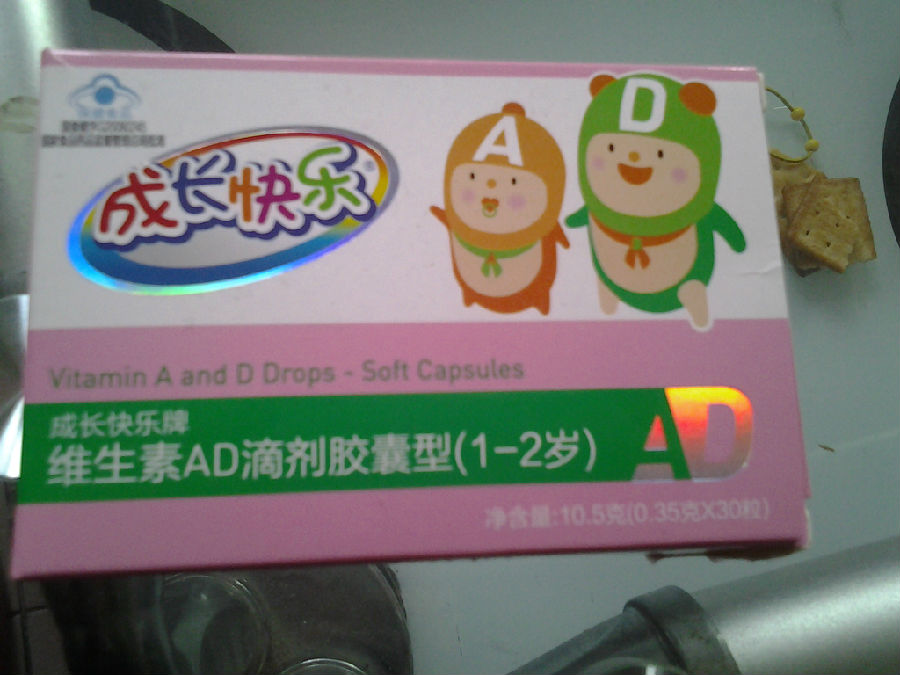 成长快乐
®
A
D
Vitamin A and D Drops - Soft Capsules
成长快乐牌
维生素AD滴剂胶囊型(1-2岁)
AD
净含量:10.5克(0.35克X30粒)